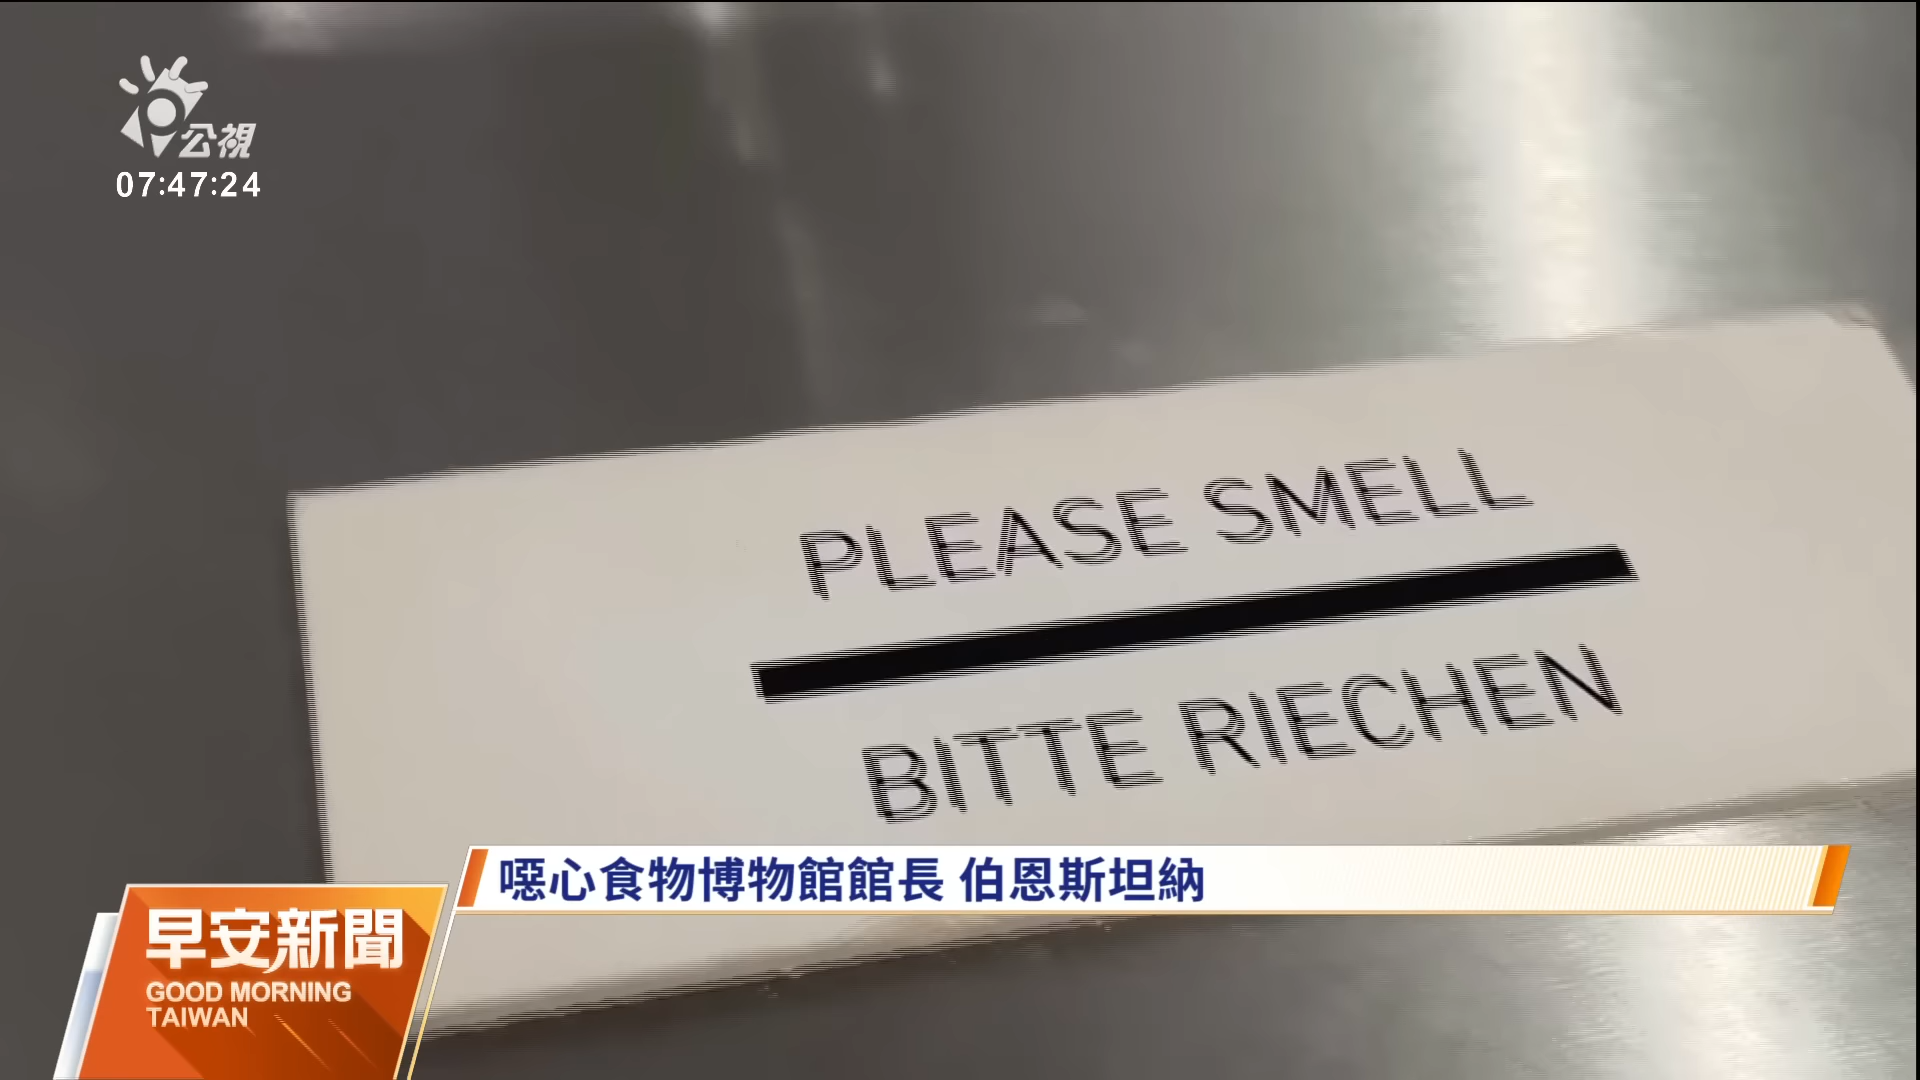 公視
07:47:24
PLEASE SMELL
BITTE RIECHEN
噁心食物博物館館長 伯恩斯坦納
早安新聞
GOOD MORNING
TAIWAN